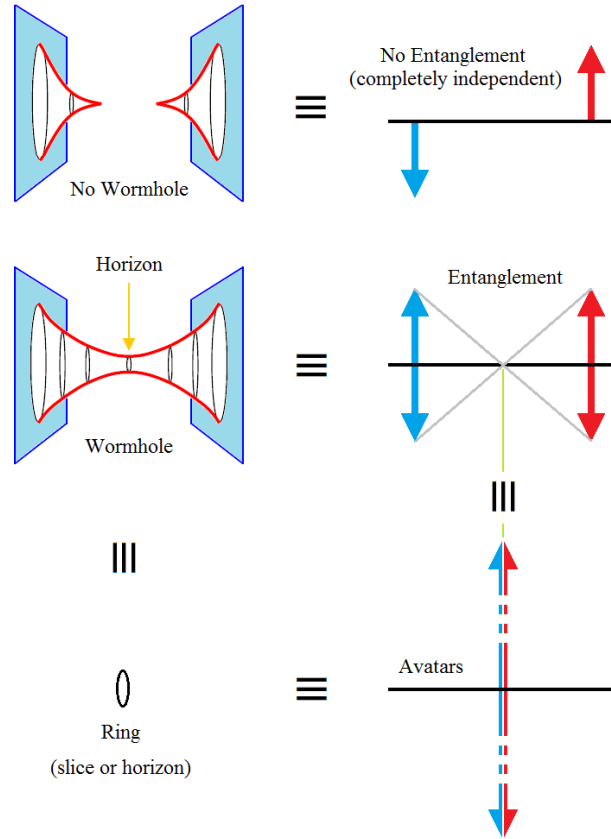 No Entanglement
(completely independent)
No Wormhole
Horizon
Entanglement
Wormhole
Avatars
Ring
(slice or horizon)